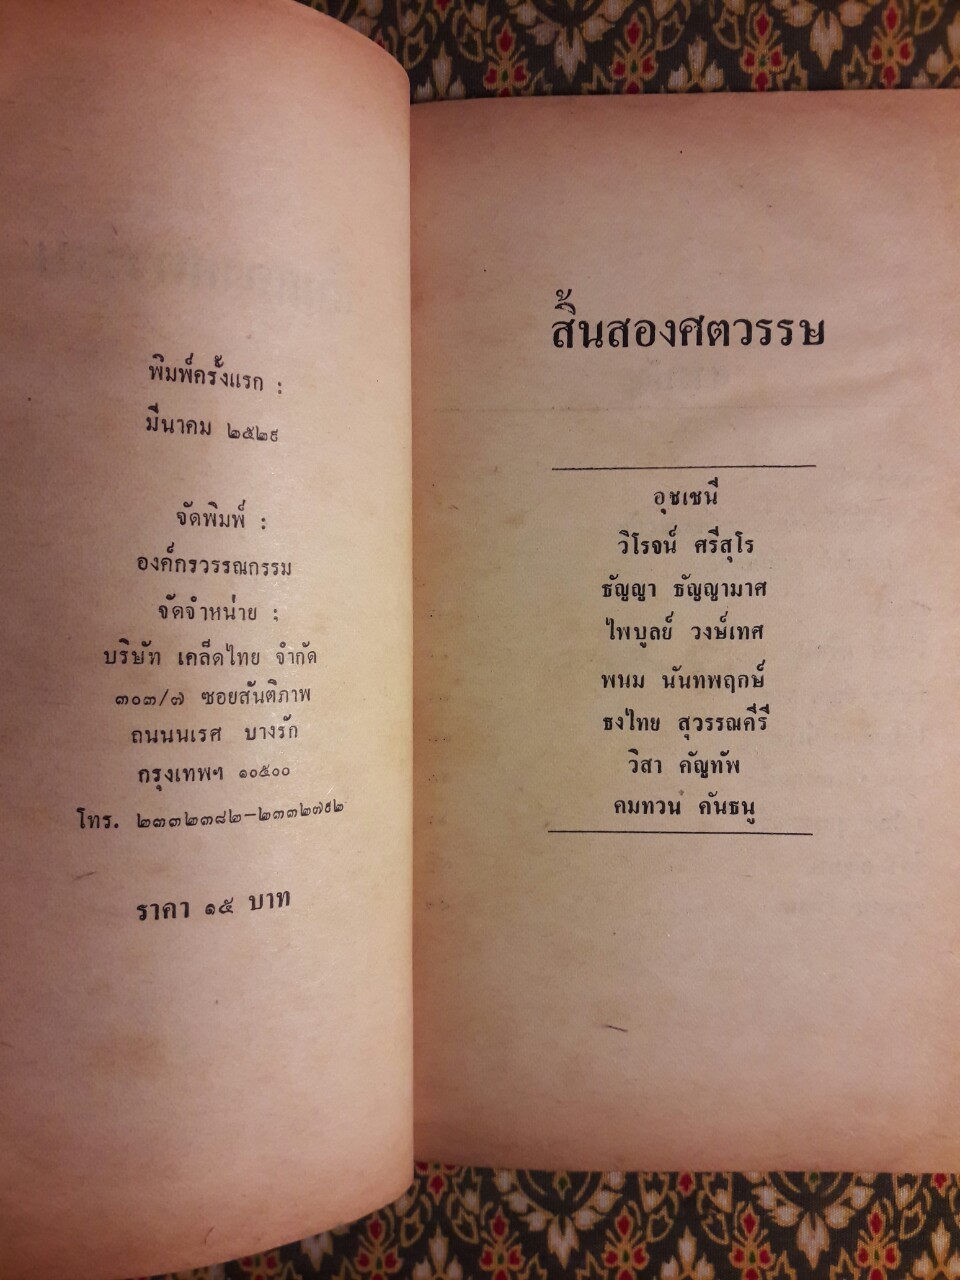 พิมพ์ครั้งแรก :
มีนาคม ๒๕๒๙
จัดพิมพ์ :
องค์กรวรรณกรรม
จัดจำหน่าย :
บริษัท เคล็ดไทย จำกัด
๓๐๓/๗ ซอยสันติภาพ
ถนนนเรศ บางรัก
กรุงเทพฯ ๑๐๕๐๐
โทร. ๒๓๓๒๓๘๒-๒๓๓๒๗๙๒
ราคา ๑๕ บาท
สิ้นสองศตวรรษ
อุชเชนี
วิโรจน์ ศรีสุโร
ธัญญา ธัญญามาศ
ไพบูลย์ วงษ์เทศ
พนม นันทพฤกษ์
ธงไทย สุวรรณคีรี
วิสา คัญทัพ
คมทวน คันธนู